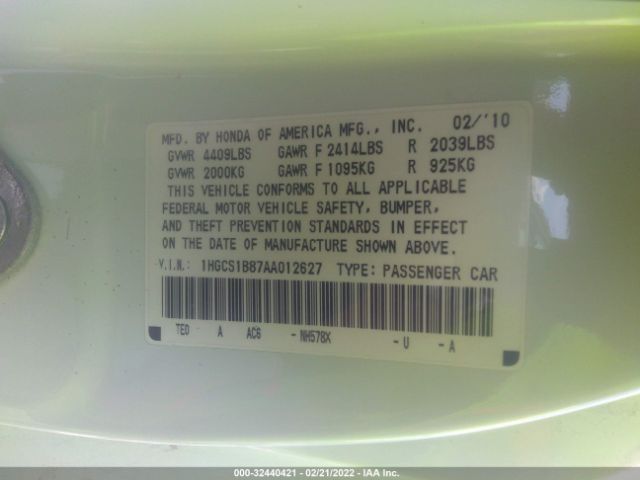 MFD. BY HONDA OF AMERICA MFG., INC. 02/'10
GVWR 4409LBS GAWR F 2414LBS R 2039LBS
GVWR 2000KG GAWR F 1095KG R 925KG
THIS VEHICLE CONFORMS TO ALL APPLICABLE
FEDERAL MOTOR VEHICLE SAFETY, BUMPER,
AND THEFT PREVENTION STANDARDS IN EFFECT
ON THE DATE OF MANUFACTURE SHOWN ABOVE.
V.I.N.: 1HGCS1B87AA012627 TYPE: PASSENGER CAR
TE0 - A AC6 - NH578X - U - A
000-32440421 - 02/21/2022 - IAA Inc.